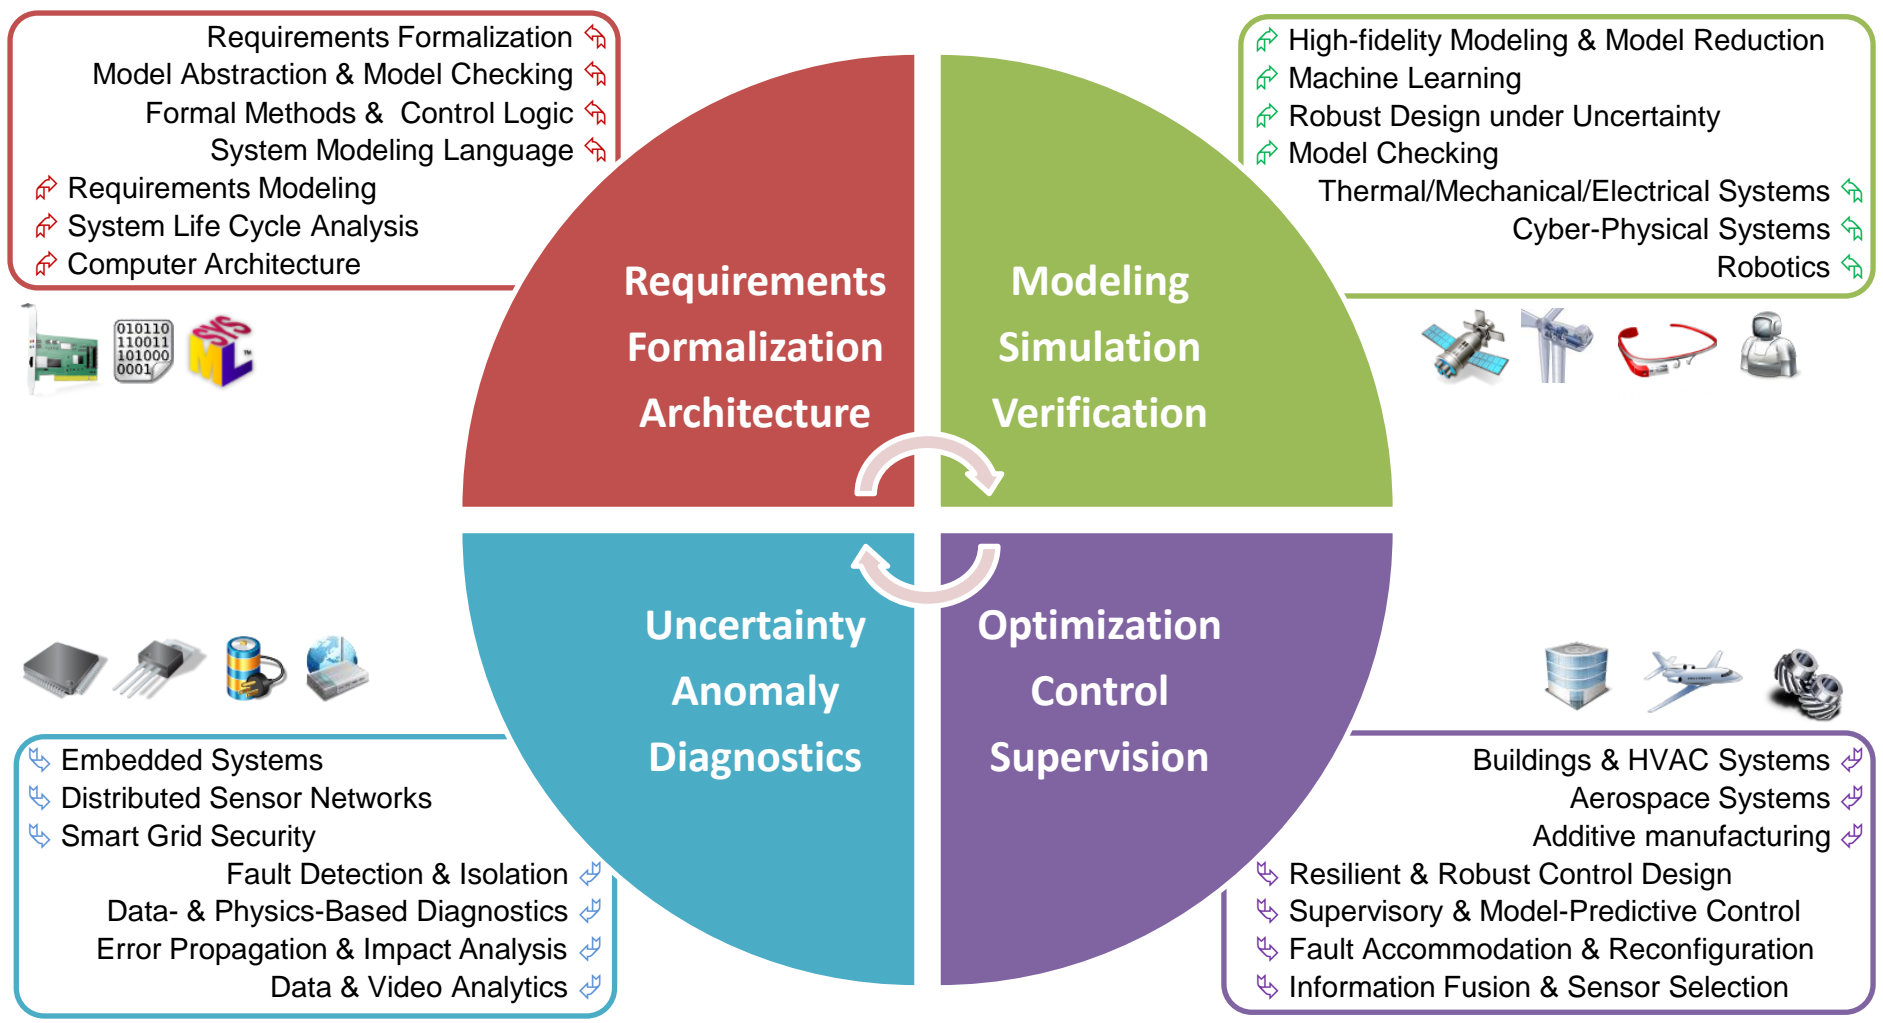 Requirements Formalization
Model Abstraction & Model Checking
Formal Methods & Control Logic
System Modeling Language
Requirements Modeling
System Life Cycle Analysis
Computer Architecture
010110
110011
101000
0001
SYS
ML
™
High-fidelity Modeling & Model Reduction
Machine Learning
Robust Design under Uncertainty
Model Checking
Thermal/Mechanical/Electrical Systems
Cyber-Physical Systems
Robotics
Requirements
Formalization
Architecture
Modeling
Simulation
Verification
Uncertainty
Anomaly
Diagnostics
Optimization
Control
Supervision
Embedded Systems
Distributed Sensor Networks
Smart Grid Security
Fault Detection & Isolation
Data- & Physics-Based Diagnostics
Error Propagation & Impact Analysis
Data & Video Analytics
Buildings & HVAC Systems
Aerospace Systems
Additive manufacturing
Resilient & Robust Control Design
Supervisory & Model-Predictive Control
Fault Accommodation & Reconfiguration
Information Fusion & Sensor Selection